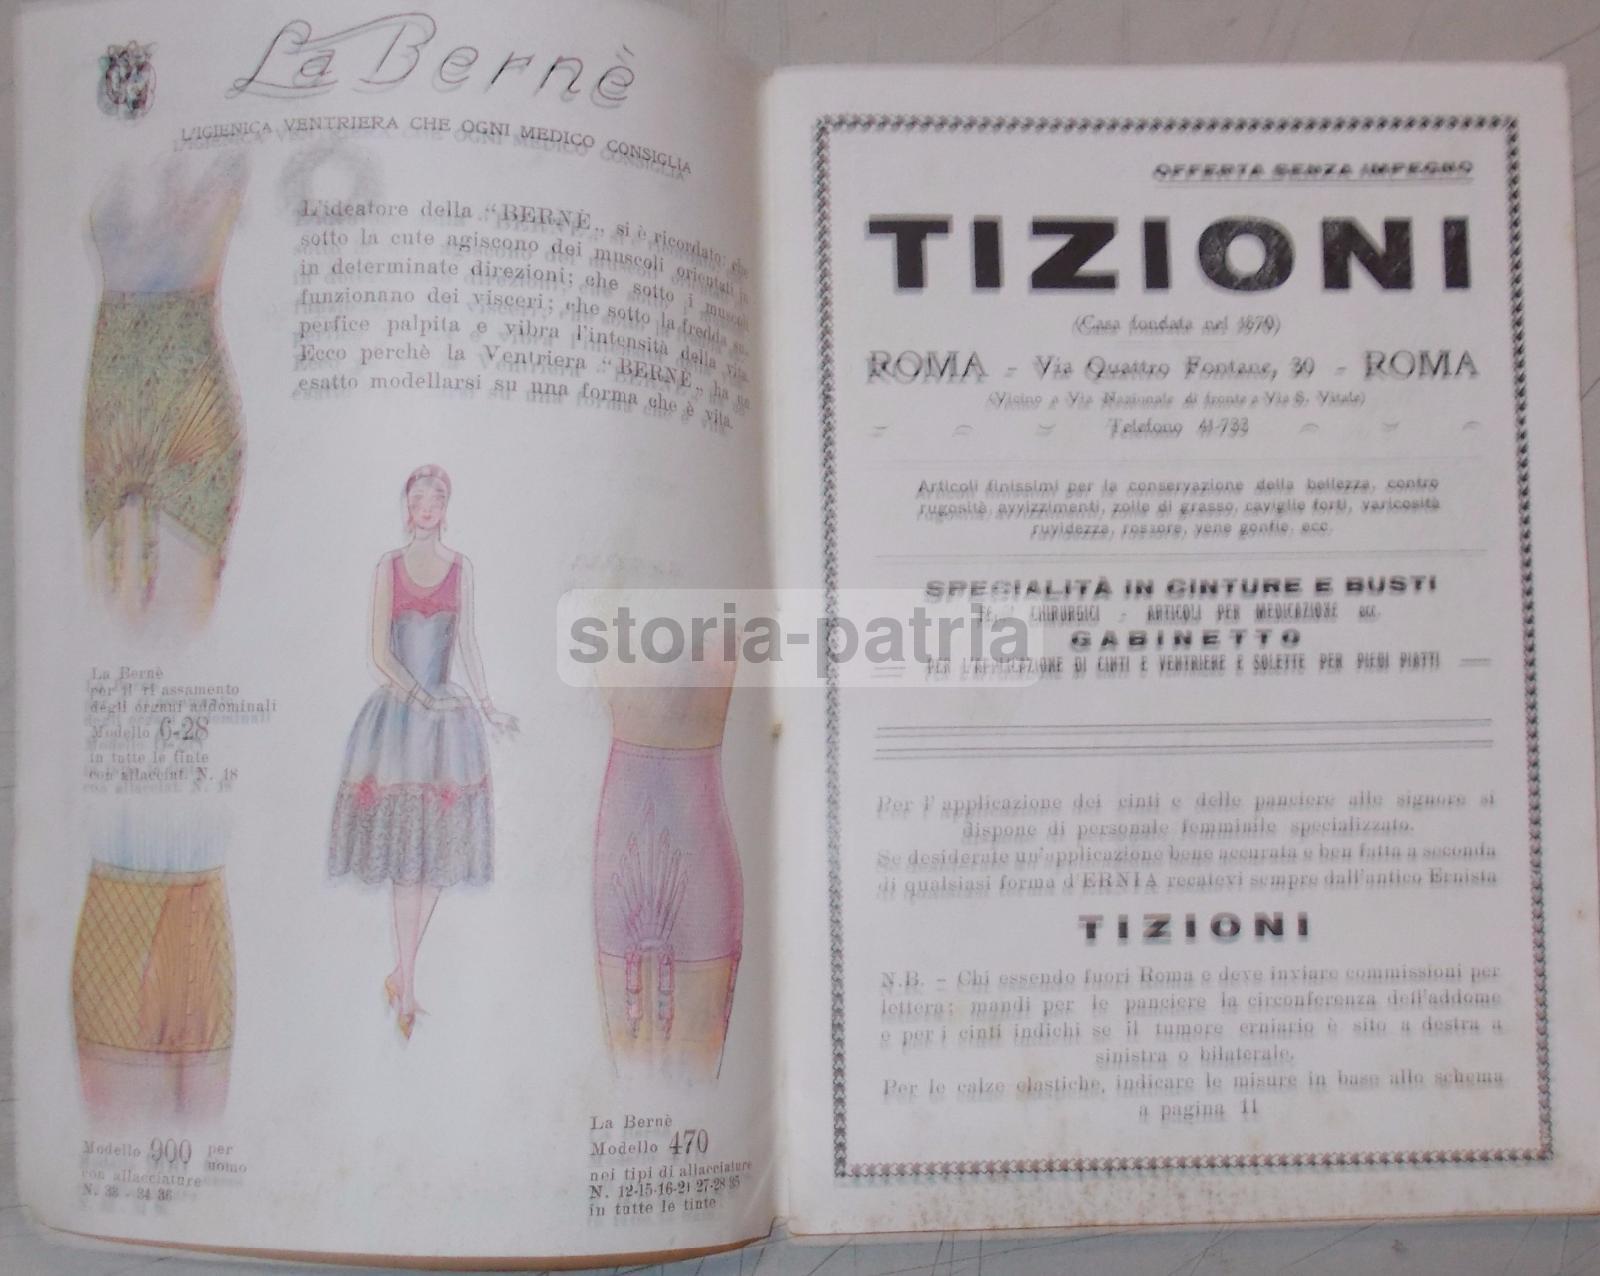 La Bernè
L'IGIENICA VENTRIERA CHE OGNI MEDICO CONSIGLIA
L'ideatore della “BERNÈ„ si è ricordato: che
sotto la cute agiscono dei muscoli orientati in
in determinate direzioni; che sotto i muscoli
funzionano dei visceri; che sotto la fredda su-
perfice palpita e vibra l'intensità della vita.
Ecco perchè la Ventriera “BERNÈ„ ha un
esatto modellarsi su una forma che è vita.
La Bernè
per il ri assamento
degli organi addominali
Modello 6-28
in tutte le tinte
con allacciat. N. 18
Modello 900 per uomo
con allacciature
N. 33 - 34 36
La Bernè
Modello 470
nei tipi di allacciature
N. 12-15-16-21 27-28 35
in tutte le tinte
storia-patria
OFFERTA SENZA IMPEGNO
TIZIONI
(Casa fondata nel 1870)
ROMA - Via Quattro Fontane, 30 - ROMA
(Vicino a Via Nazionale di fronte a Via S. Vitale)
Telefono 41-733
Articoli finissimi per la conservazione della bellezza, contro
rugosità, avvizzimenti, zolle di grasso, caviglie forti, varicosità
ruvidezza, rossore, vene gonfie, ecc.
SPECIALITÀ IN CINTURE E BUSTI
CHIRURGICI - ARTICOLI PER MEDICAZIONE ecc.
GABINETTO
PER L'APPLICAZIONE DI CINTI E VENTRIERE E SOLETTE PER PIEDI PIATTI
Per l'applicazione dei cinti e delle panciere alle signore si
dispone di personale femminile specializzato.
Se desiderate un'applicazione bene accurata e ben fatta a seconda
di qualsiasi forma d'ERNIA recatevi sempre dall'antico Ernista
TIZIONI
N.B. - Chi essendo fuori Roma e deve inviare commissioni per
lettera: mandi per le panciere la circonferenza dell'addome
e per i cinti indichi se il tumore erniario è sito a destra a
sinistra o bilaterale.
Per le calze elastiche, indicare le misure in base allo schema
a pagina 11